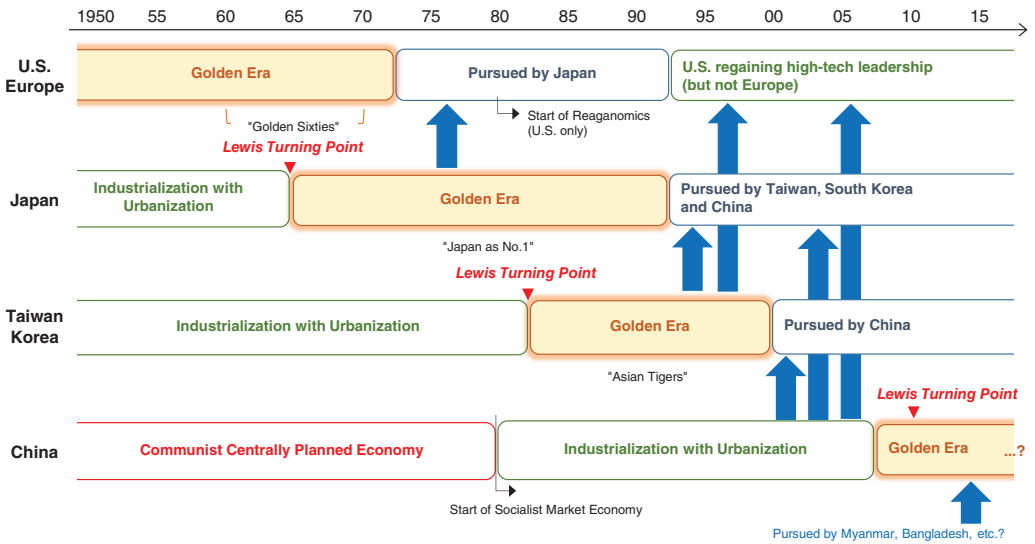 1950 55 60 65 70 75 80 85 90 95 00 05 10 15
U.S.
Europe
Golden Era
Pursued by Japan
U.S. regaining high-tech leadership
(but not Europe)
"Golden Sixties"
Start of Reaganomics
(U.S. only)
Lewis Turning Point
Japan
Industrialization with
Urbanization
Golden Era
Pursued by Taiwan, South Korea
and China
"Japan as No.1"
Lewis Turning Point
Taiwan
Korea
Industrialization with Urbanization
Golden Era
Pursued by China
"Asian Tigers"
Lewis Turning Point
China
Communist Centrally Planned Economy
Industrialization with Urbanization
Golden Era ...?
Start of Socialist Market Economy
Pursued by Myanmar, Bangladesh, etc.?